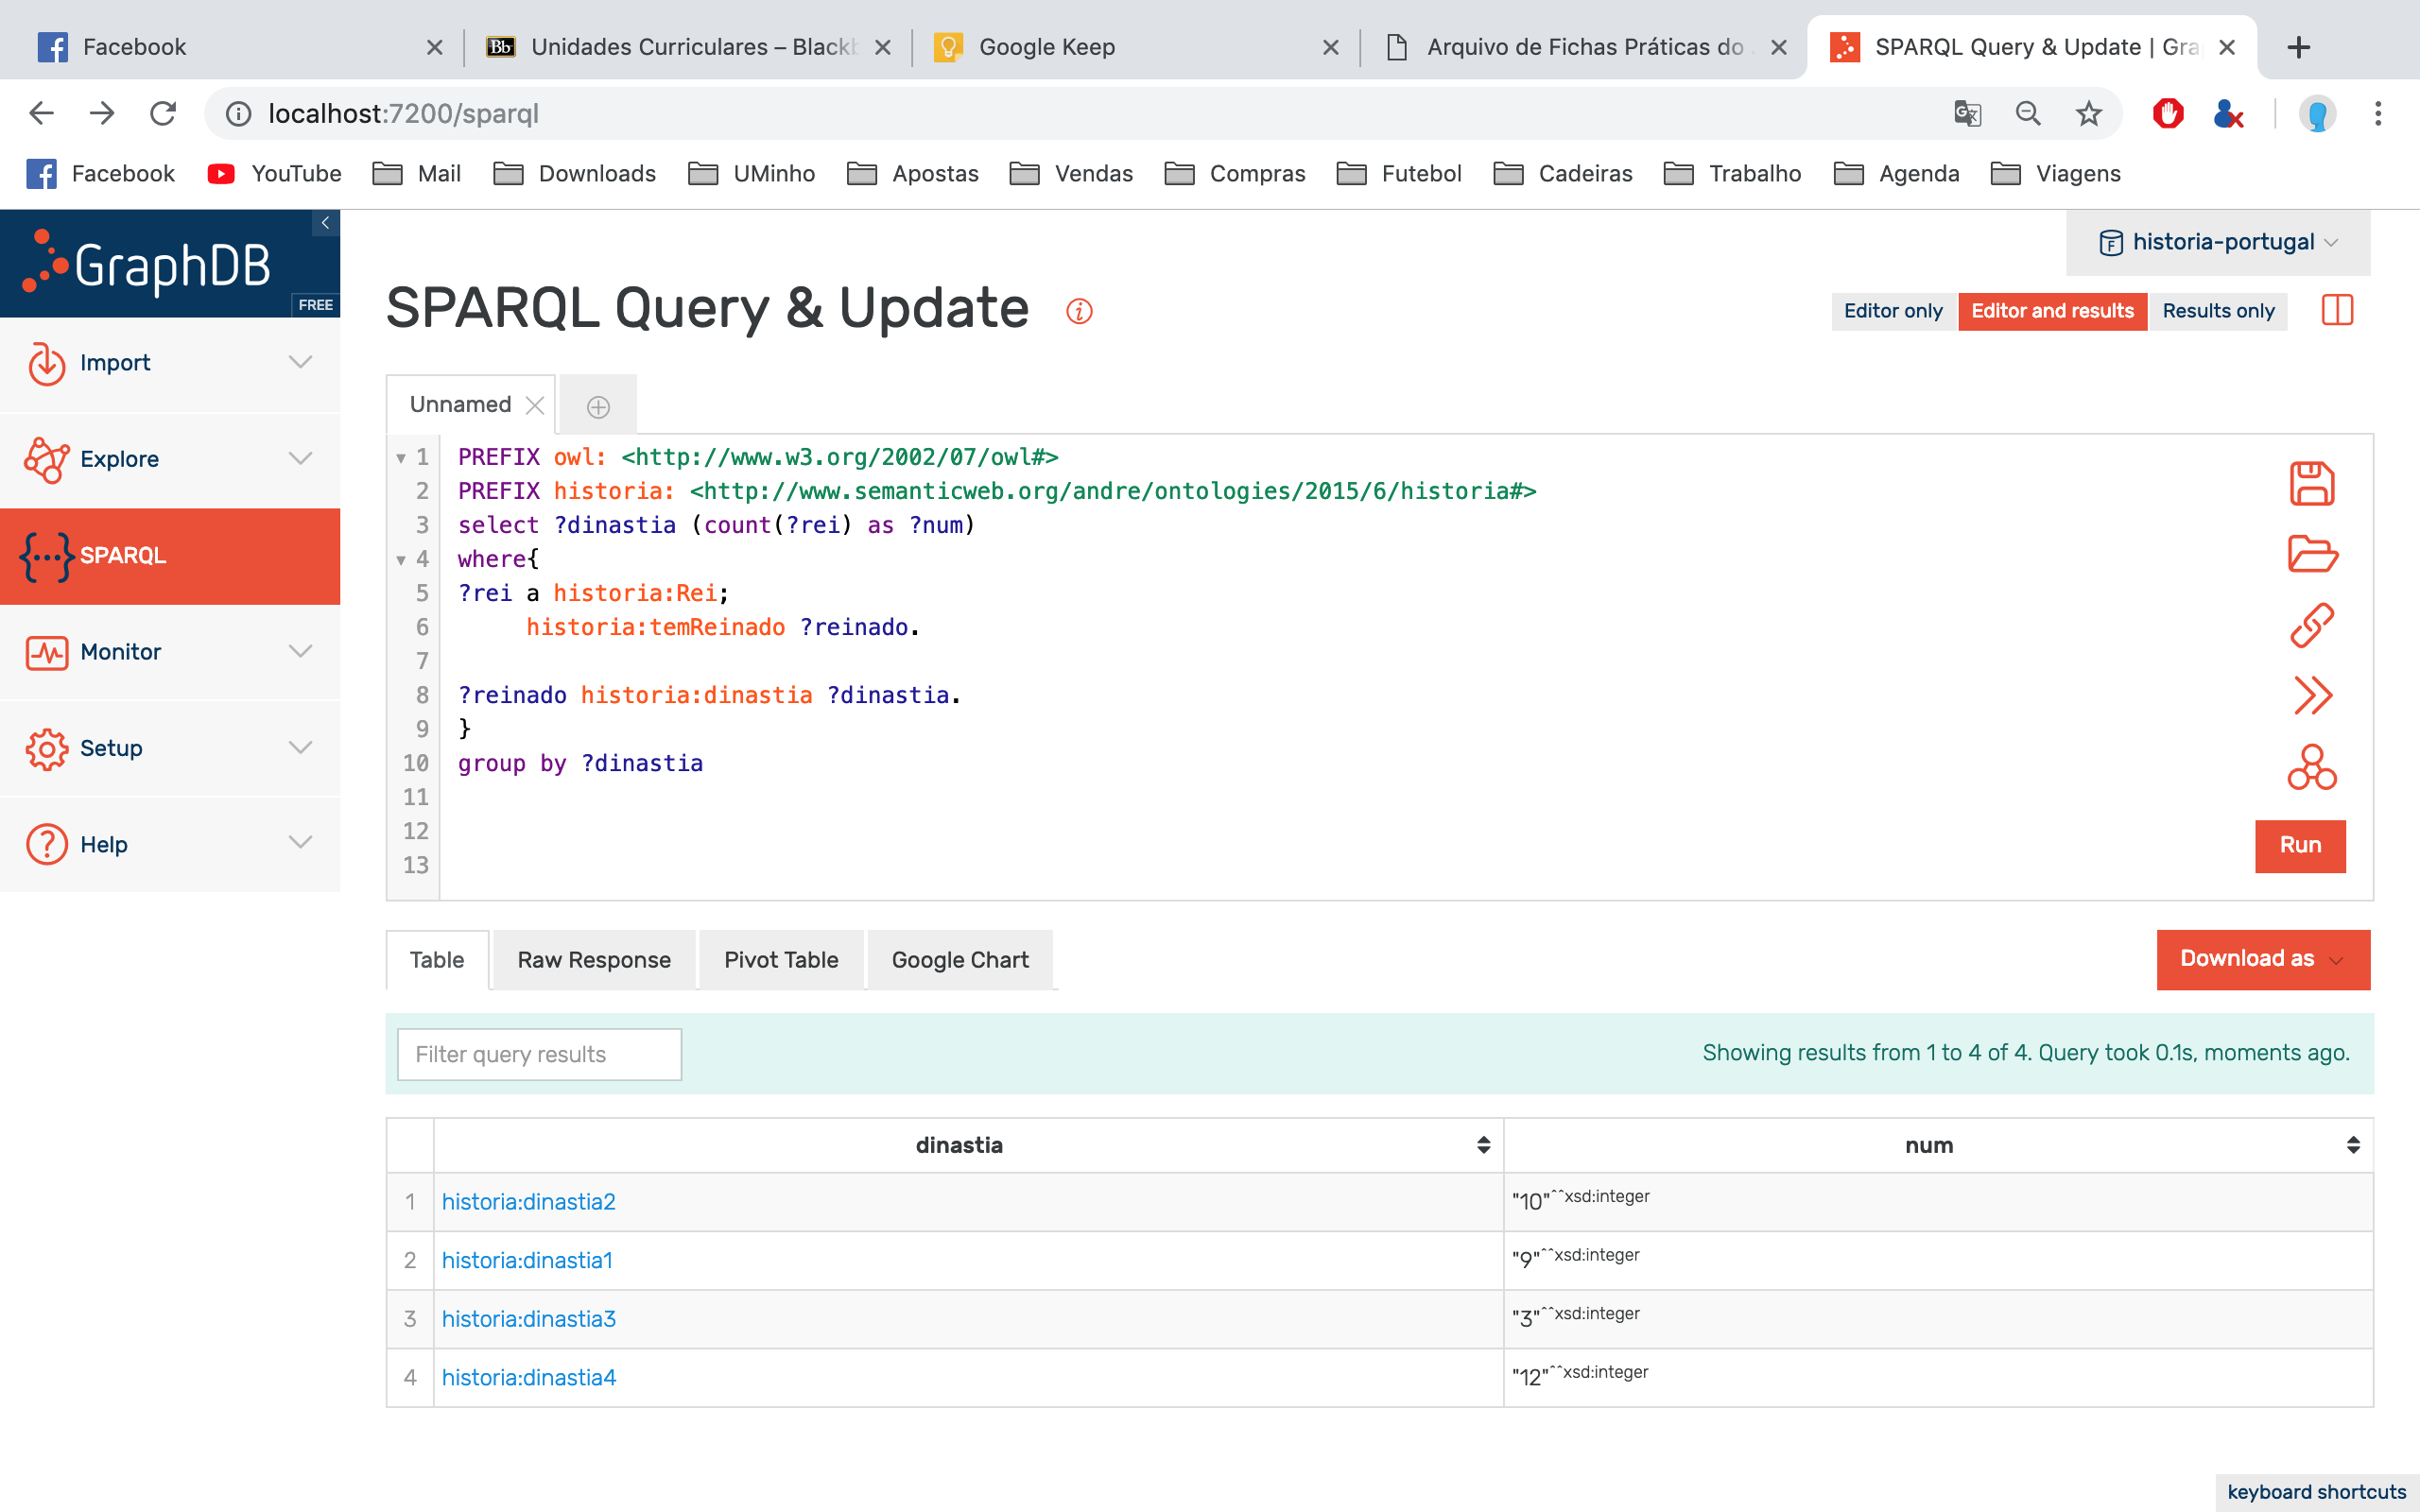 Facebook
Unidades Curriculares – Blackb
Google Keep
Arquivo de Fichas Práticas do
SPARQL Query & Update | Gra
localhost:7200/sparql
Facebook
YouTube
Mail
Downloads
UMinho
Apostas
Vendas
Compras
Futebol
Cadeiras
Trabalho
Agenda
Viagens
GraphDB
FREE
Import
Explore
SPARQL
Monitor
Setup
Help
historia-portugal
SPARQL Query & Update
Editor only
Editor and results
Results only
Unnamed
1 PREFIX owl: <http://www.w3.org/2002/07/owl#>
2 PREFIX historia: <http://www.semanticweb.org/andre/ontologies/2015/6/historia#>
3 select ?dinastia (count(?rei) as ?num)
4 where{
5 ?rei a historia:Rei;
6 historia:temReinado ?reinado.
7
8 ?reinado historia:dinastia ?dinastia.
9 }
10 group by ?dinastia
11
12
13
Run
Table
Raw Response
Pivot Table
Google Chart
Download as
Filter query results
Showing results from 1 to 4 of 4. Query took 0.1s, moments ago.
dinastia num
1 historia:dinastia2 "10"^^xsd:integer
2 historia:dinastia1 "9"^^xsd:integer
3 historia:dinastia3 "3"^^xsd:integer
4 historia:dinastia4 "12"^^xsd:integer
keyboard shortcuts